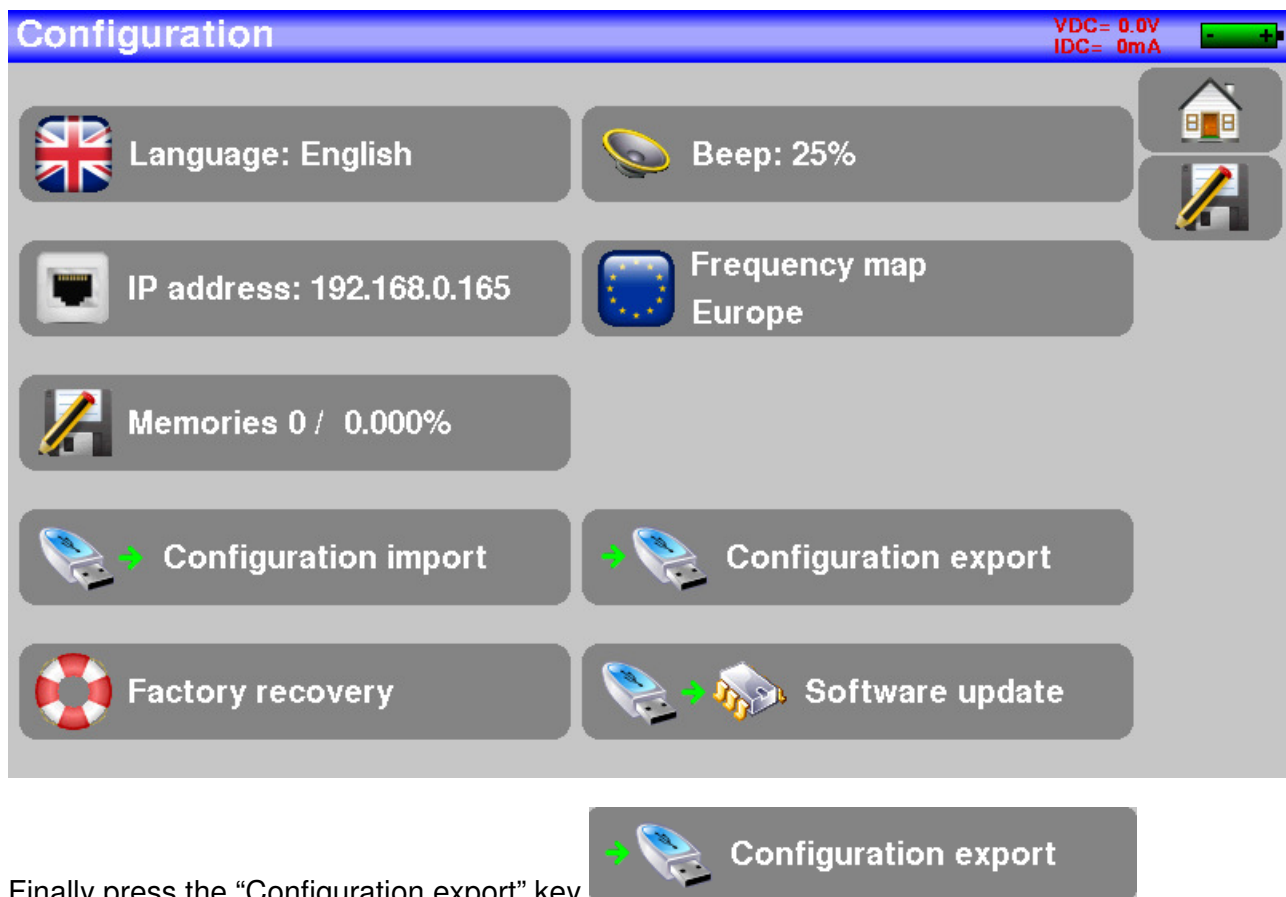 Configuration
VDC= 0.0V
IDC= 0mA
- +
Language: English
Beep: 25%
IP address: 192.168.0.165
Frequency map
Europe
Memories 0 / 0.000%
Configuration import
Configuration export
Factory recovery
Software update
Configuration export
Finally press the “Configuration export” key